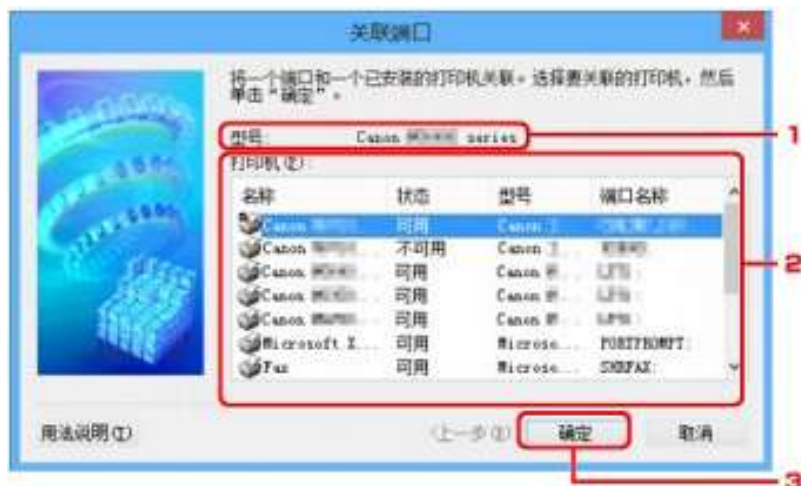 关联端口
将一个端口和一个已安装的打印机关联。选择要关联的打印机，然后
单击“确定”。
型号: Canon series
1
打印机(P):
名称 状态 型号 端口名称
Canon 可用 Canon
Canon ... 不可用 Canon
2
Canon ... 可用 Canon ...
Canon ... 可用 Canon ...
Canon ... 可用 Canon ...
Microsoft X... 可用 Microso... PORTPROMPT:
Fax 可用 Microso... SHRFAX:
用法说明(I) <上一步(B) 确定 取消
3